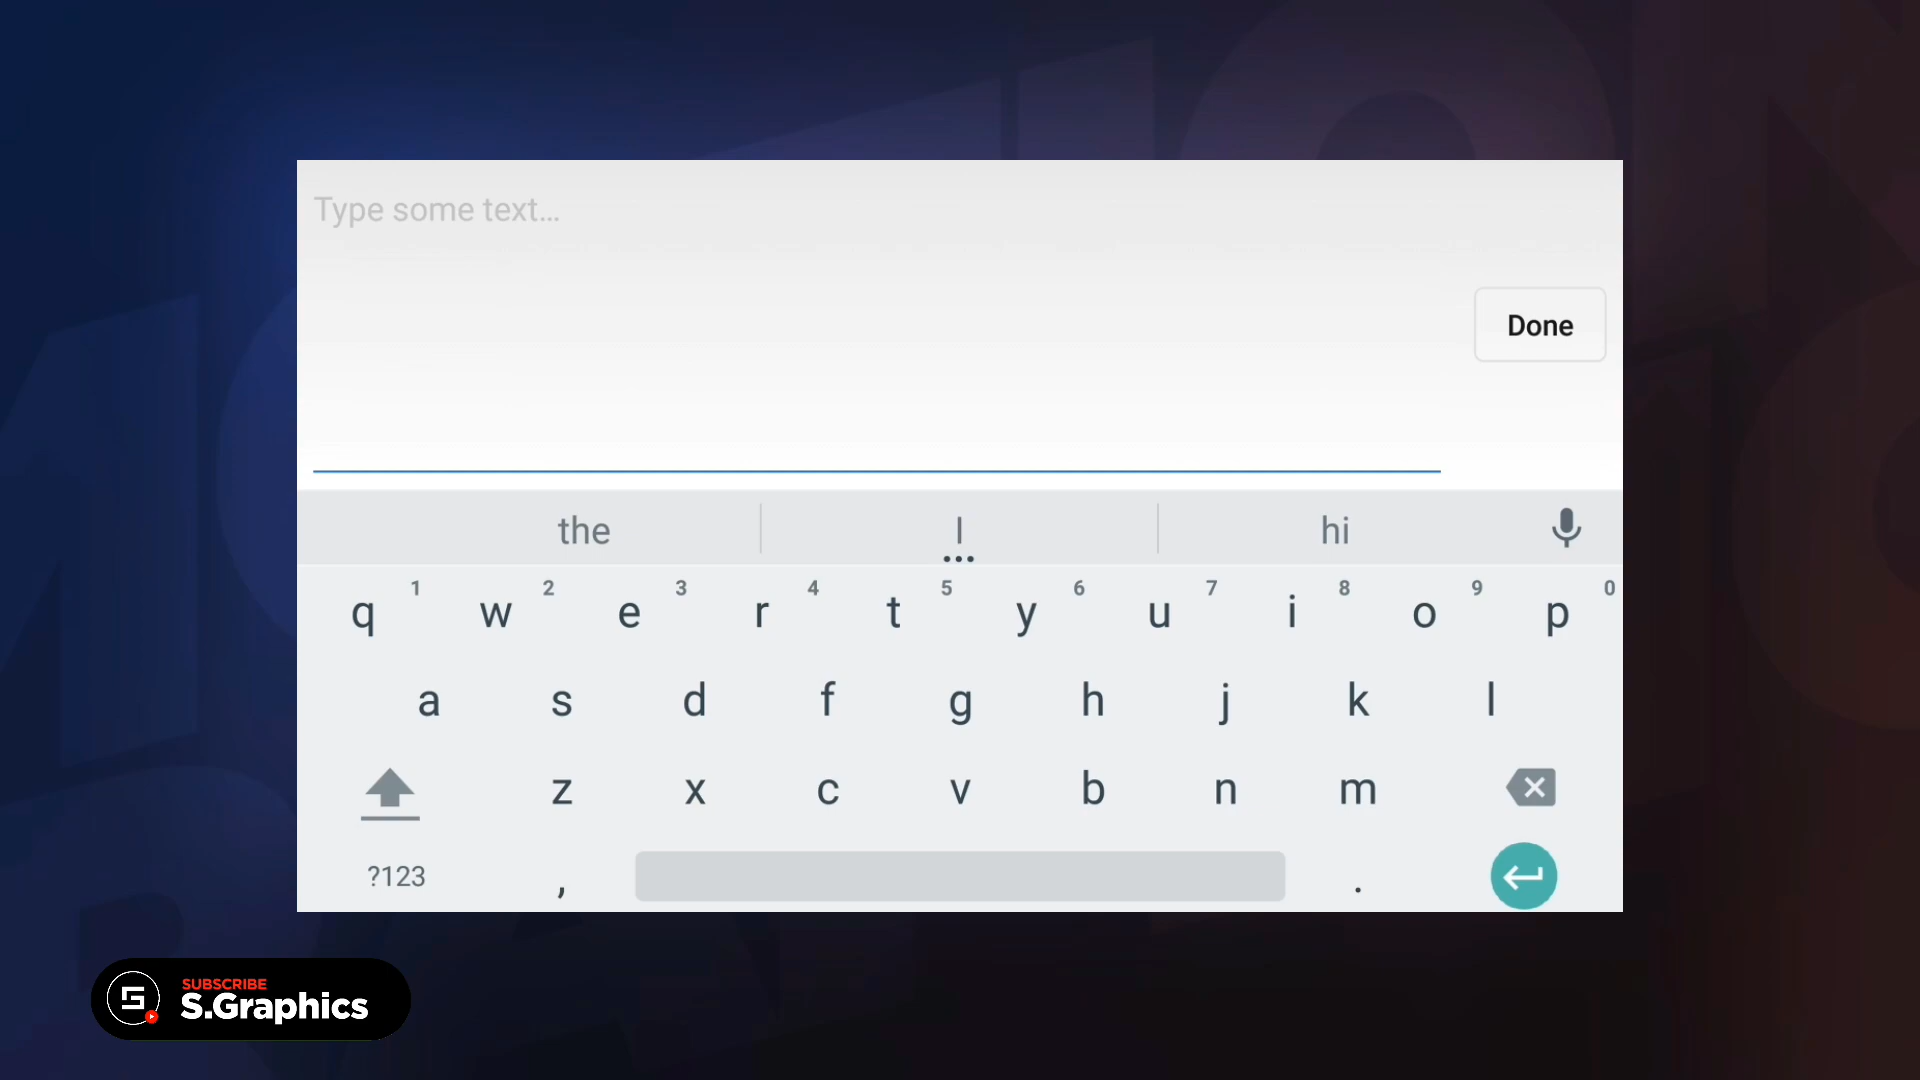 Type some text...
Done
the I hi
1 2 3 4 5 6 7 8 9 0
q w e r t y u i o p
a s d f g h j k l
z x c v b n m
?123 , .
SUBSCRIBE
S.Graphics